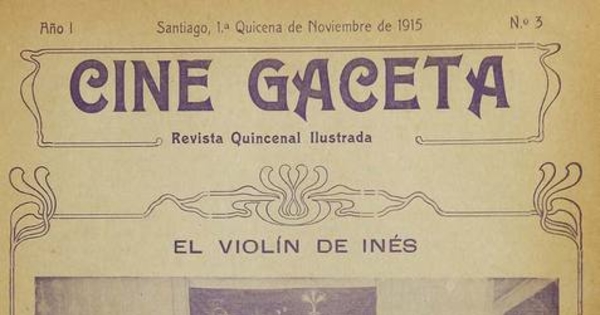 Año I Santiago, 1.ª Quicena de Noviembre de 1915 N.º 3
CINE GACETA
Revista Quincenal Ilustrada
EL VIOLÍN DE INÉS